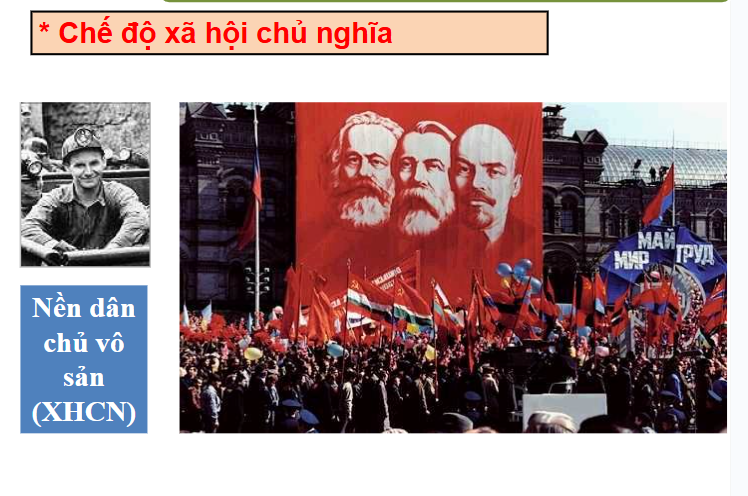 * Chế độ xã hội chủ nghĩa
МАЙ
МИР ТРУД
Nền dân
chủ vô
sản
(XHCN)